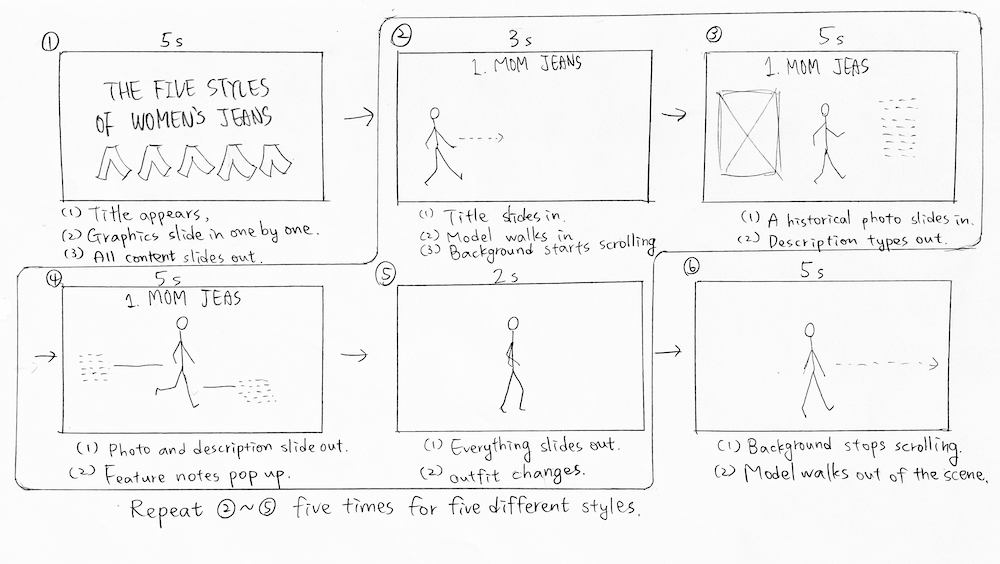 ① 5s
THE FIVE STYLES
OF WOMEN'S JEANS
(1) Title appears,
(2) Graphics slide in one by one.
(3) All content slides out.
② 3s
1. MOM JEANS
(1) Title slides in.
(2) Model walks in
(3) Background starts scrolling
③ 5s
1. MOM JEAS
(1) A historical photo slides in.
(2) Description types out.
④ 5s
1. MOM JEAS
(1) Photo and description slide out.
(2) Feature notes pop up.
⑤ 2s
(1) Everything slides out.
(2) outfit changes.
⑥ 5s
(1) Background stops scrolling.
(2) Model walks out of the scene.
Repeat ②~⑤ five times for five different styles.